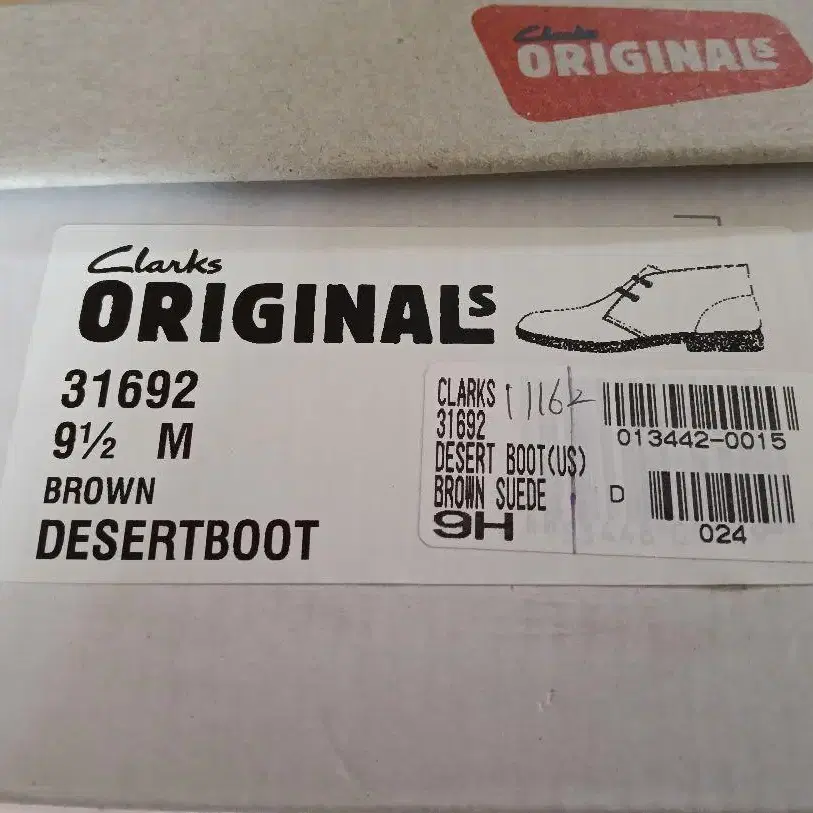 Clarks
ORIGINALS
Clarks
ORIGINALS
31692
9½ M
BROWN
DESERTBOOT
CLARKS
31692
DESERT BOOT(US)
BROWN SUEDE
9H
013442-0015
D
024